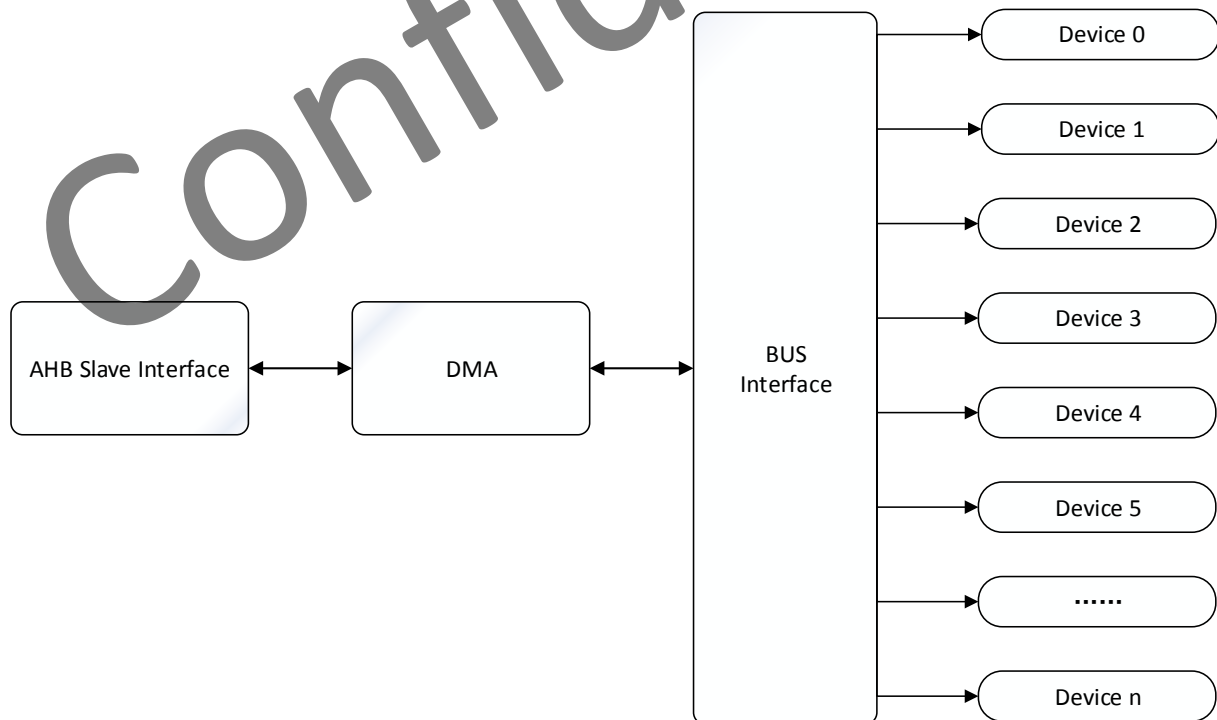 Confid
Device 0
Device 1
Device 2
Device 3
AHB Slave Interface
DMA
BUS
Interface
Device 4
Device 5
......
Device n